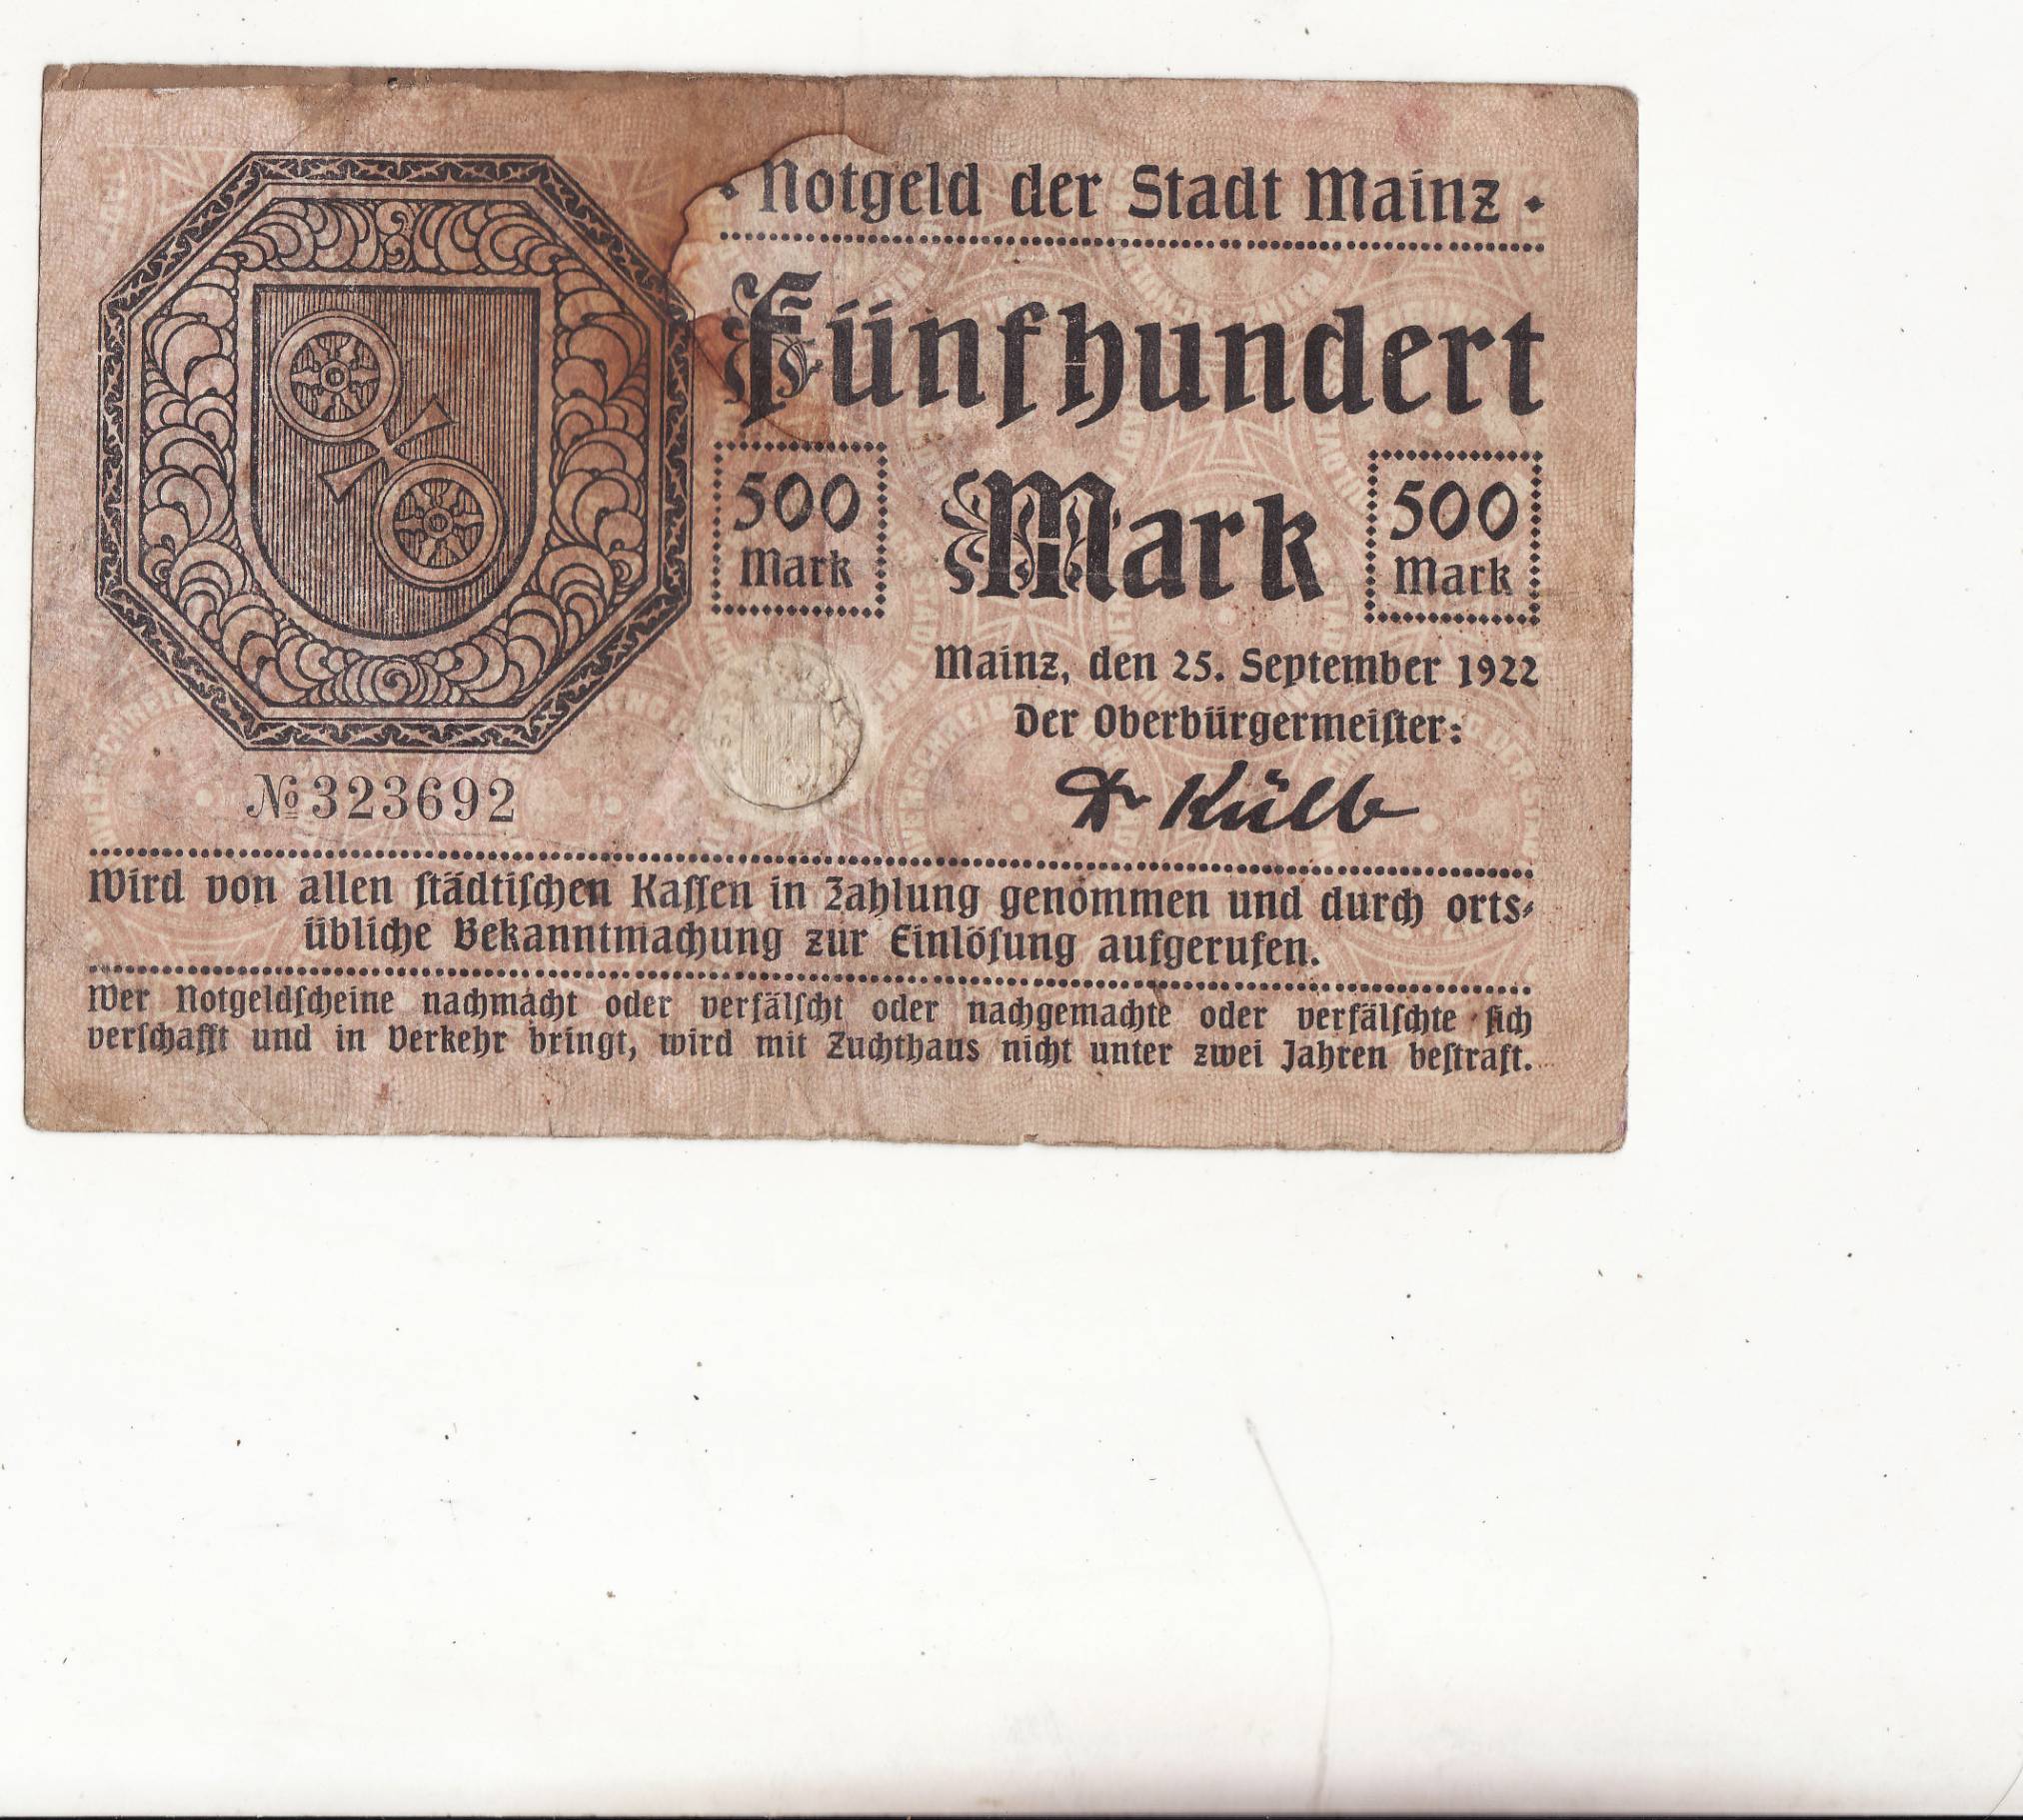 · Notgeld der Stadt Mainz ·
Fünfhundert
500
Mark
Mark
500
Mark
Mainz, den 25. September 1922
Der Oberbürgermeiſter:
Dr Külb
№ 323692
Wird von allen ſtädtiſchen Kaſſen in Zahlung genommen und durch orts⸗
übliche Bekanntmachung zur Einlöſung aufgerufen.
Wer Notgeldſcheine nachmacht oder verfälſcht oder nachgemachte oder verfälſchte ſich
verſchafft und in Verkehr bringt, wird mit Zuchthaus nicht unter zwei Jahren beſtraft.